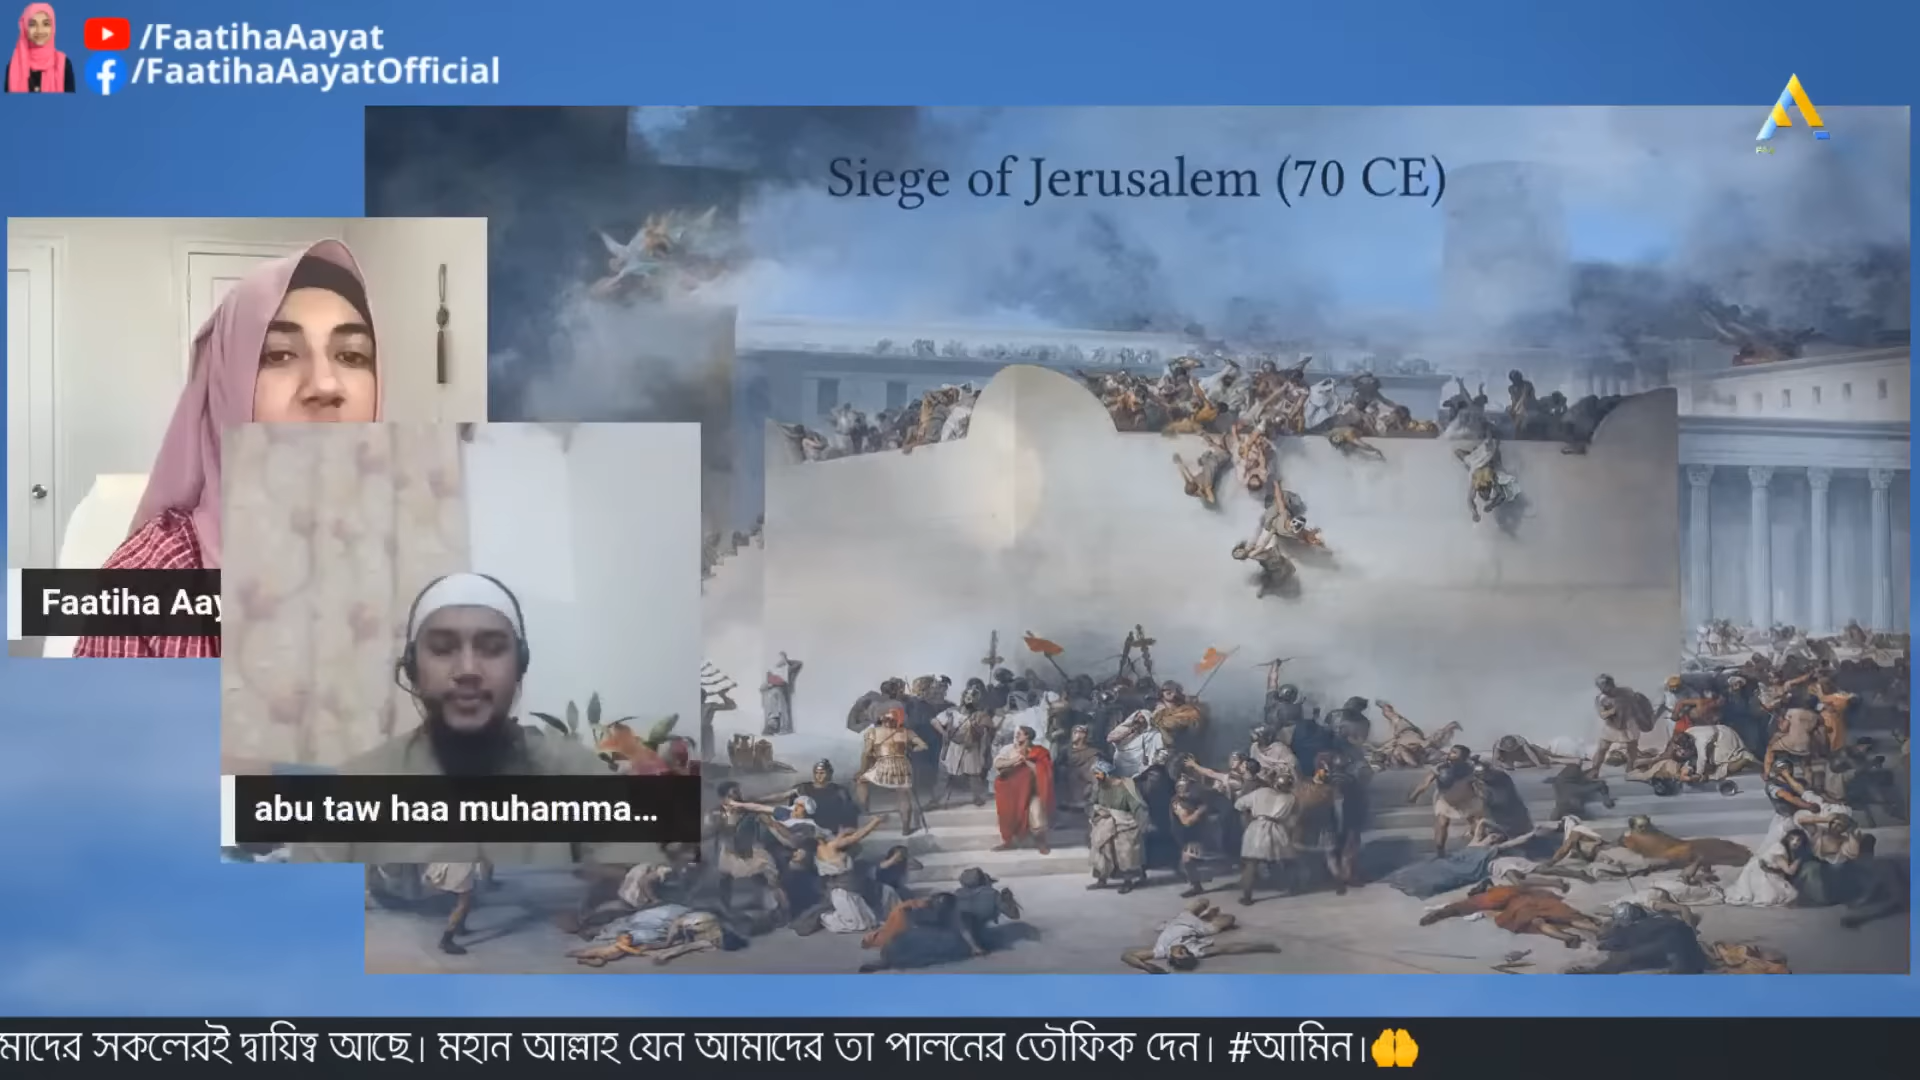 /FaatihaAayat
/FaatihaAayatOfficial
Siege of Jerusalem (70 CE)
Faatiha Aay
abu taw haa muhamma...
মাদের সকলেরই দ্বায়িত্ব আছে। মহান আল্লাহ যেন আমাদের তা পালনের তৌফিক দেন। #আমিন।🤲